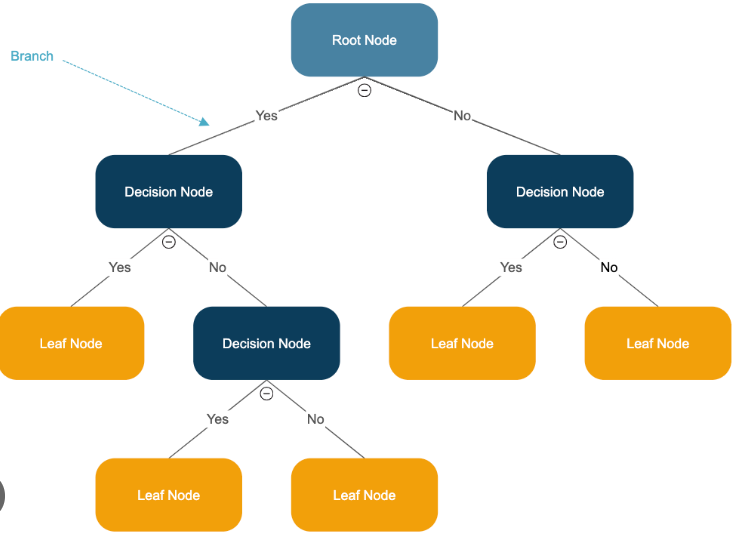 Root Node
Branch
Yes
No
Decision Node
Decision Node
Yes
No
Yes
No
Leaf Node
Decision Node
Leaf Node
Leaf Node
Yes
No
Leaf Node
Leaf Node